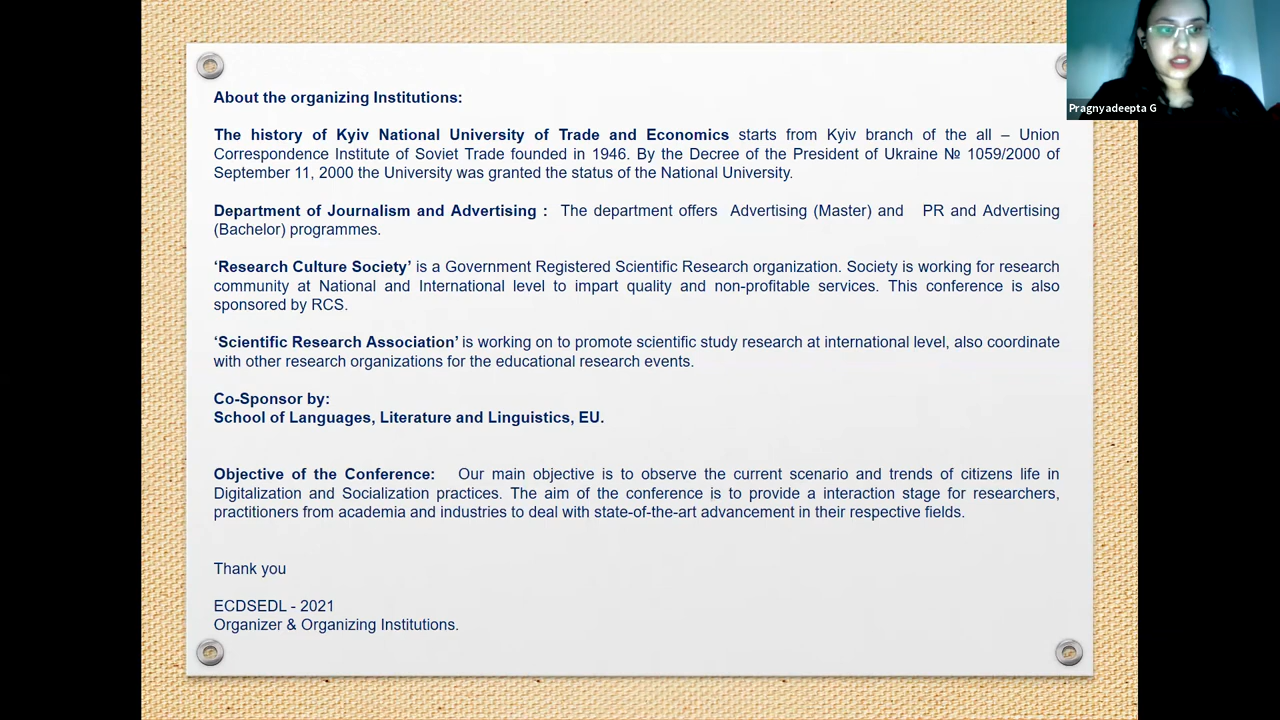 Pragnyadeepta G
About the organizing Institutions:
The history of Kyiv National University of Trade and Economics starts from Kyiv branch of the all – Union
Correspondence Institute of Soviet Trade founded in 1946. By the Decree of the President of Ukraine № 1059/2000 of
September 11, 2000 the University was granted the status of the National University.
Department of Journalism and Advertising : The department offers Advertising (Master) and PR and Advertising
(Bachelor) programmes.
‘Research Culture Society’ is a Government Registered Scientific Research organization. Society is working for research
community at National and International level to impart quality and non-profitable services. This conference is also
sponsored by RCS.
‘Scientific Research Association’ is working on to promote scientific study research at international level, also coordinate
with other research organizations for the educational research events.
Co-Sponsor by:
School of Languages, Literature and Linguistics, EU.
Objective of the Conference: Our main objective is to observe the current scenario and trends of citizens life in
Digitalization and Socialization practices. The aim of the conference is to provide a interaction stage for researchers,
practitioners from academia and industries to deal with state-of-the-art advancement in their respective fields.
Thank you
ECDSEDL - 2021
Organizer & Organizing Institutions.